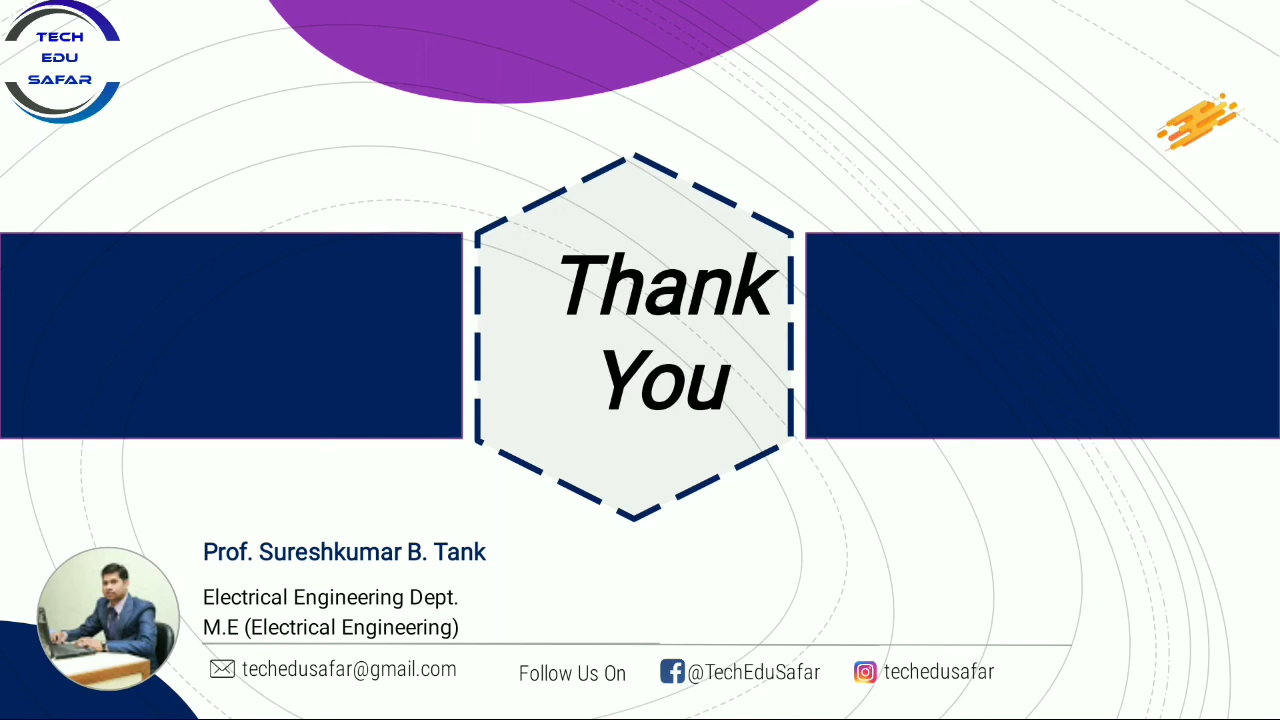 TECH
EDU
SAFAR
Thank
You
Prof. Sureshkumar B. Tank
Electrical Engineering Dept.
M.E (Electrical Engineering)
techedusafar@gmail.com
Follow Us On
@TechEduSafar
techedusafar